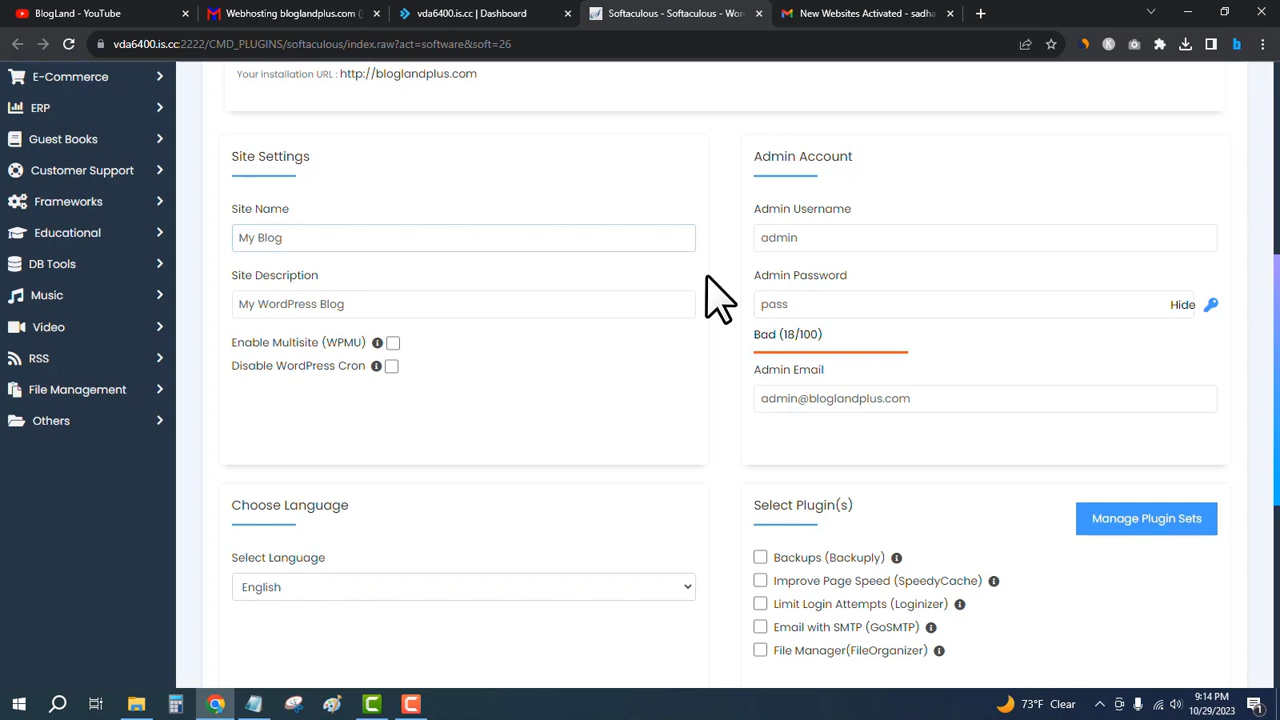 BlogLand - YouTube
Webhosting bloglandplus.com (
vda6400.is.cc | Dashboard
Softaculous - Softaculous - Wor
New Websites Activated - sadha
vda6400.is.cc:2222/CMD_PLUGINS/softaculous/index.raw?act=software&soft=26
E-Commerce
ERP
Guest Books
Customer Support
Frameworks
Educational
DB Tools
Music
Video
RSS
File Management
Others
Your installation URL : http://bloglandplus.com
Site Settings
Site Name
My Blog
Site Description
My WordPress Blog
Enable Multisite (WPMU)
Disable WordPress Cron
Admin Account
Admin Username
admin
Admin Password
pass
Hide
Bad (18/100)
Admin Email
admin@bloglandplus.com
Choose Language
Select Language
English
Select Plugin(s)
Manage Plugin Sets
Backups (Backuply)
Improve Page Speed (SpeedyCache)
Limit Login Attempts (Loginizer)
Email with SMTP (GoSMTP)
File Manager(FileOrganizer)
73°F Clear
9:14 PM
10/29/2023